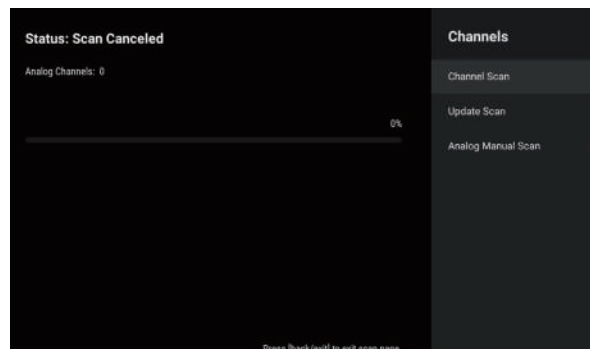 Status: Scan Canceled
Analog Channels: 0
0%
Press [back/exit] to exit scan page
Channels
Channel Scan
Update Scan
Analog Manual Scan